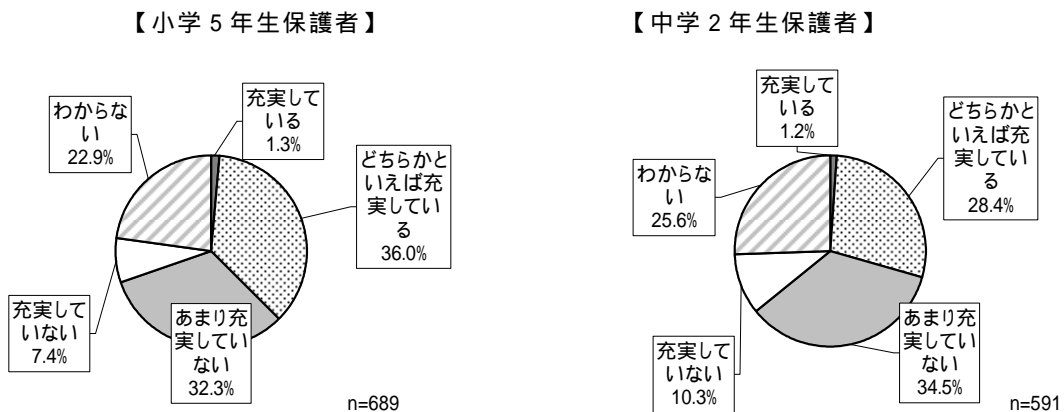 【小学5年生保護者】
充実して
いる
1.3%
どちらかと
いえば充
実してい
る
36.0%
あまり充
実してい
ない
32.3%
充実して
いない
7.4%
わからな
い
22.9%
n=689
【中学2年生保護者】
充実して
いる
1.2%
どちらかと
いえば充
実してい
る
28.4%
あまり充
実してい
ない
34.5%
充実して
いない
10.3%
わからな
い
25.6%
n=591